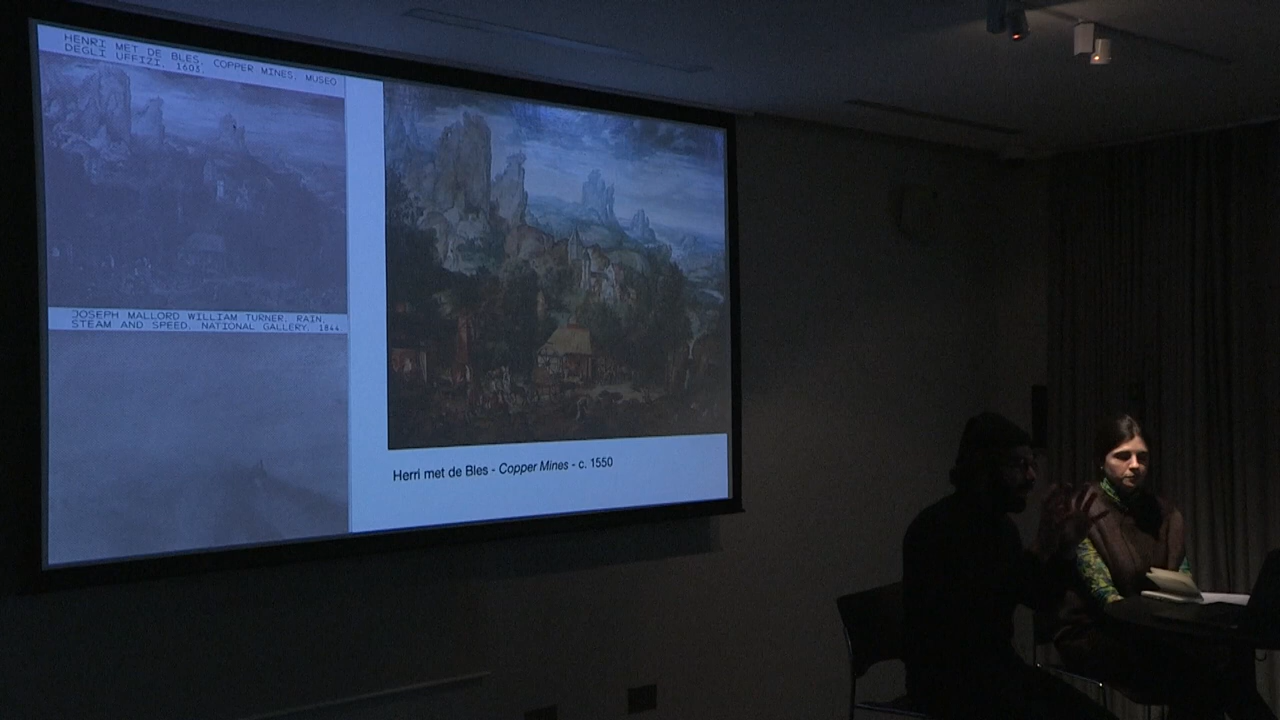 HENRI MET DE BLES, COPPER MINES, MUSEO
DEGLI UFFIZI, 1603.
JOSEPH MALLORD WILLIAM TURNER, RAIN,
STEAM AND SPEED, NATIONAL GALLERY, 1844
Herri met de Bles - Copper Mines - c. 1550